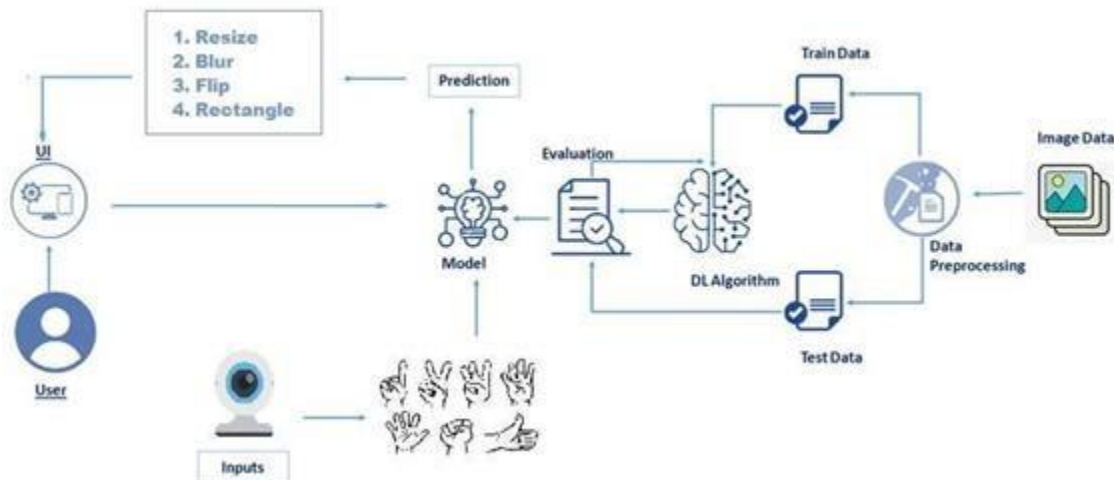 1. Resize
2. Blur
3. Flip
4. Rectangle
Prediction
Train Data
Image Data
UI
Evaluation
Model
DL Algorithm
Data
Preprocessing
Test Data
User
Inputs